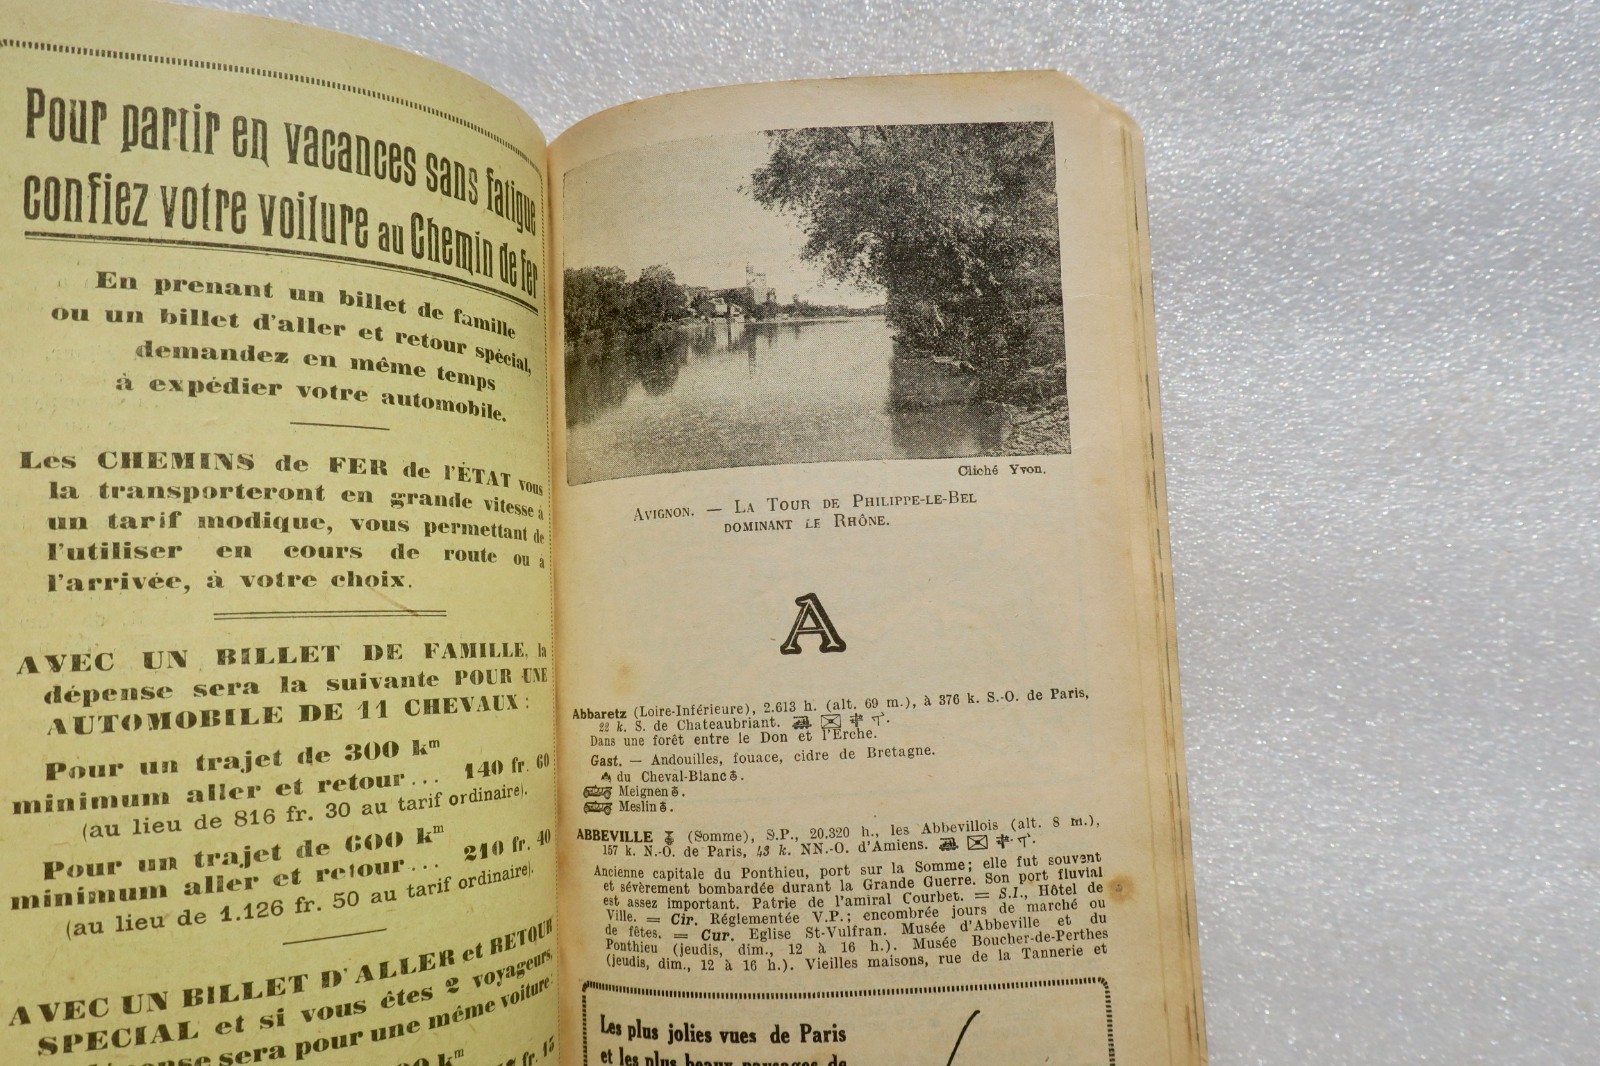 Pour partir en vacances sans fatigue
confiez votre voiture au Chemin de fer
En prenant un billet de famille
ou un billet d'aller et retour spécial,
demandez en même temps
à expédier votre automobile.
Les CHEMINS de FER de l'ÉTAT vous
la transporteront en grande vitesse à
un tarif modique, vous permettant de
l'utiliser en cours de route ou à
l'arrivée, à votre choix.
AVEC UN BILLET DE FAMILLE, la
dépense sera la suivante POUR UNE
AUTOMOBILE DE 11 CHEVAUX :
Pour un trajet de 300 km
minimum aller et retour... 140 fr. 60
(au lieu de 816 fr. 30 au tarif ordinaire).
Pour un trajet de 600 km
minimum aller et retour... 210 fr. 40
(au lieu de 1.126 fr. 50 au tarif ordinaire).
AVEC UN BILLET D'ALLER et RETOUR
SPECIAL et si vous êtes 2 voyageurs,
sera pour une même voiture:
00 km
fr. 15
Cliché Yvon.
AVIGNON. — LA TOUR DE PHILIPPE-LE-BEL
DOMINANT LE RHÔNE.
A
Abbaretz (Loire-Inférieure), 2.613 h. (alt. 69 m.), à 376 k. S.-O. de Paris,
22 k. S. de Chateaubriant.
Dans une forêt entre le Don et l'Erche.
Gast. — Andouilles, fouace, cidre de Bretagne.
du Cheval-Blanc
Meignen
Meslin
ABBEVILLE (Somme), S.P., 20.320 h., les Abbevillois (alt. 8 m.),
157 k. N.-O. de Paris, 43 k. NN.-O. d'Amiens.
Ancienne capitale du Ponthieu, port sur la Somme; elle fut souvent
et sévèrement bombardée durant la Grande Guerre. Son port fluvial
est assez important. Patrie de l'amiral Courbet. = S.I., Hôtel de
Ville. = Cir. Réglementée V.P.; encombrée jours de marché ou
de fêtes. = Cur. Eglise St-Vulfran. Musée d'Abbeville et du
Ponthieu (jeudis, dim., 12 à 16 h.). Musée Boucher-de-Perthes
(jeudis, dim., 12 à 16 h.). Vieilles maisons, rue de la Tannerie et
Les plus jolies vues de Paris
et les plus beaux paysages de